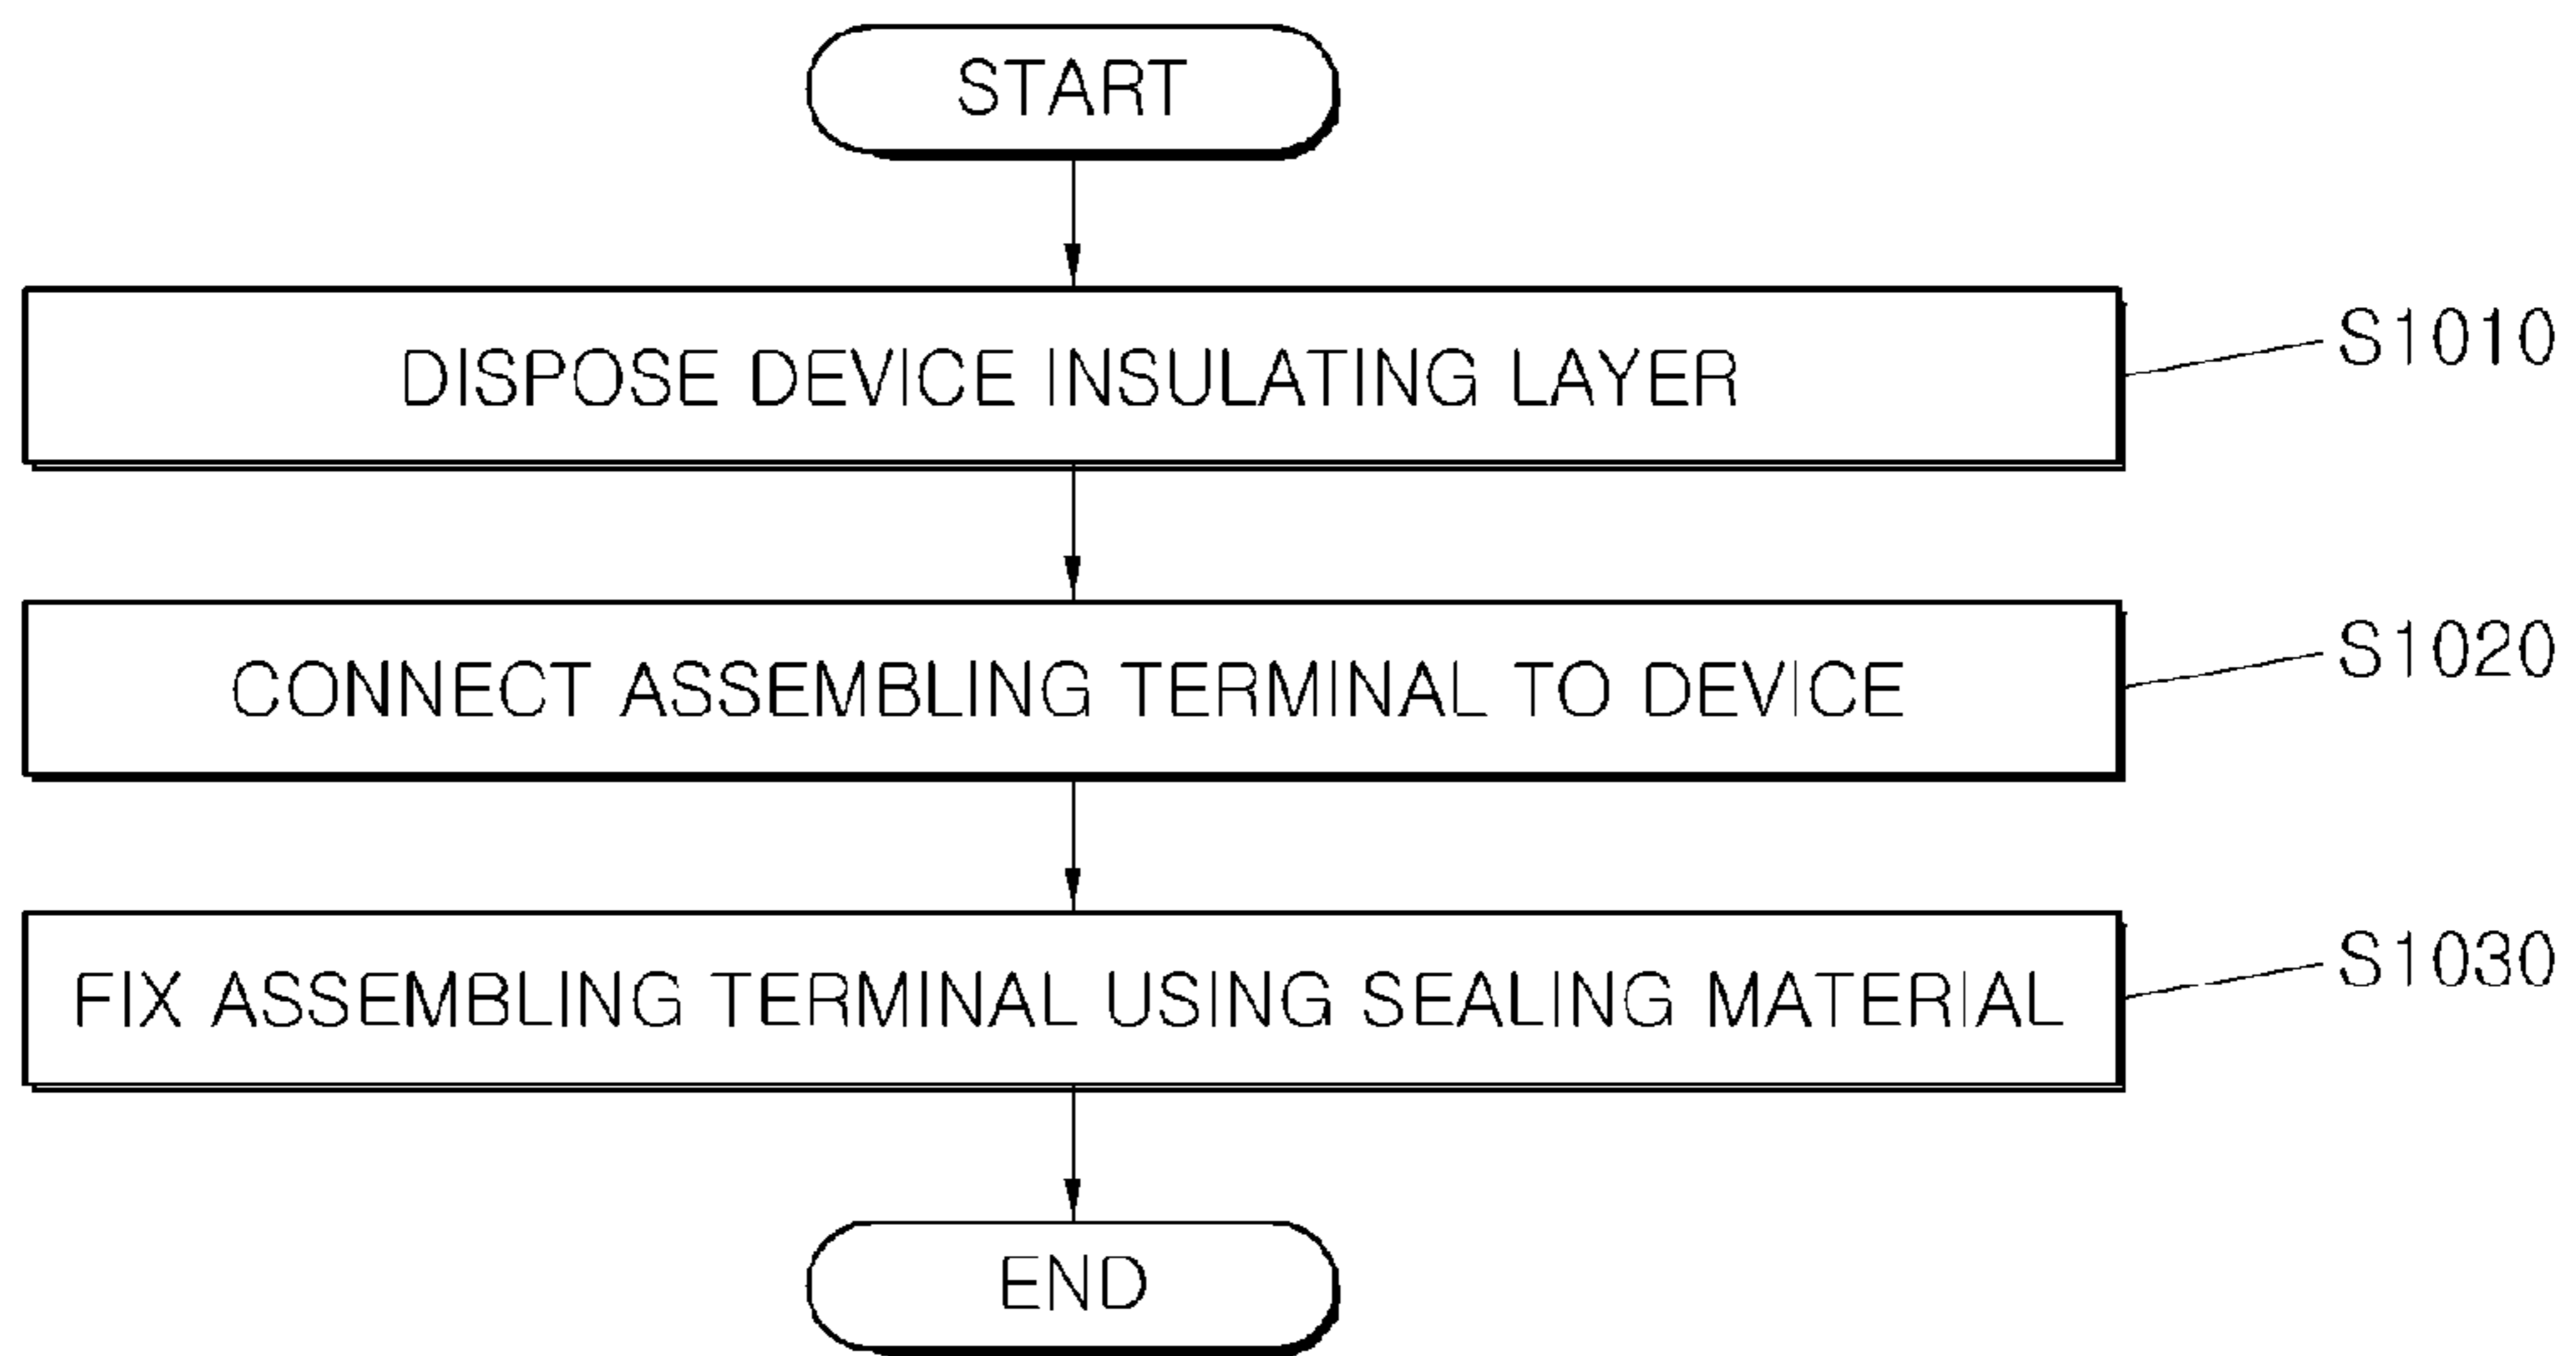 START
DISPOSE DEVICE INSULATING LAYER
S1010
CONNECT ASSEMBLING TERMINAL TO DEVICE
S1020
FIX ASSEMBLING TERMINAL USING SEALING MATERIAL
S1030
END